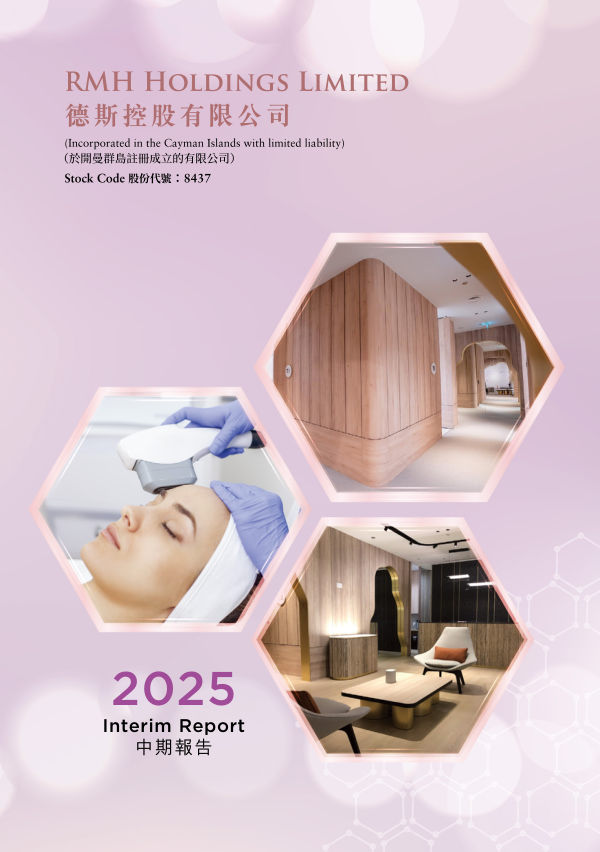 RMH HOLDINGS LIMITED
德斯控股有限公司
(Incorporated in the Cayman Islands with limited liability)
（於開曼群島註冊成立的有限公司）
Stock Code 股份代號：8437
2025
Interim Report
中期報告